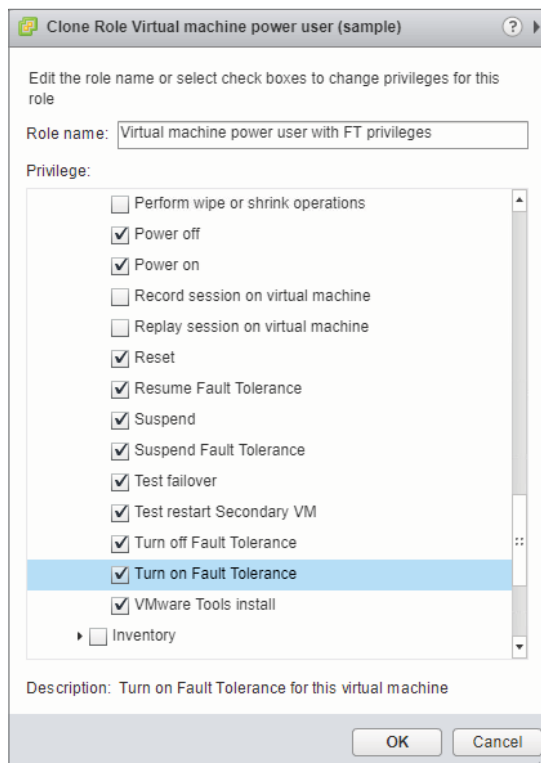 Clone Role Virtual machine power user (sample)
?
Edit the role name or select check boxes to change privileges for this
role
Role name: Virtual machine power user with FT privileges
Privilege:
Perform wipe or shrink operations
Power off
Power on
Record session on virtual machine
Replay session on virtual machine
Reset
Resume Fault Tolerance
Suspend
Suspend Fault Tolerance
Test failover
Test restart Secondary VM
Turn off Fault Tolerance
Turn on Fault Tolerance
VMware Tools install
Inventory
Description: Turn on Fault Tolerance for this virtual machine
OK Cancel